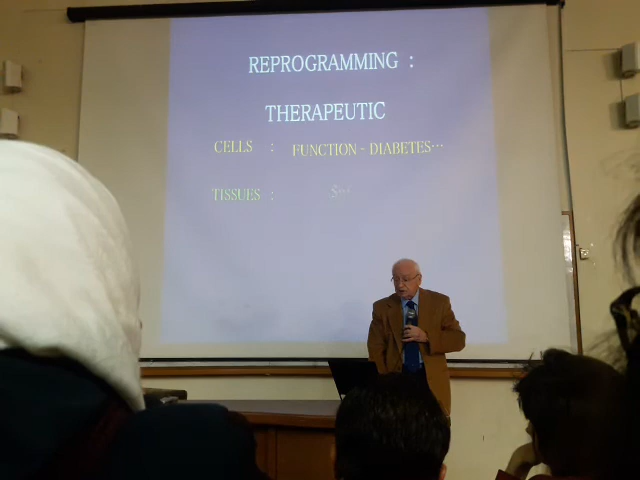 REPROGRAMMING :
THERAPEUTIC
CELLS : FUNCTION - DIABETES...
TISSUES :